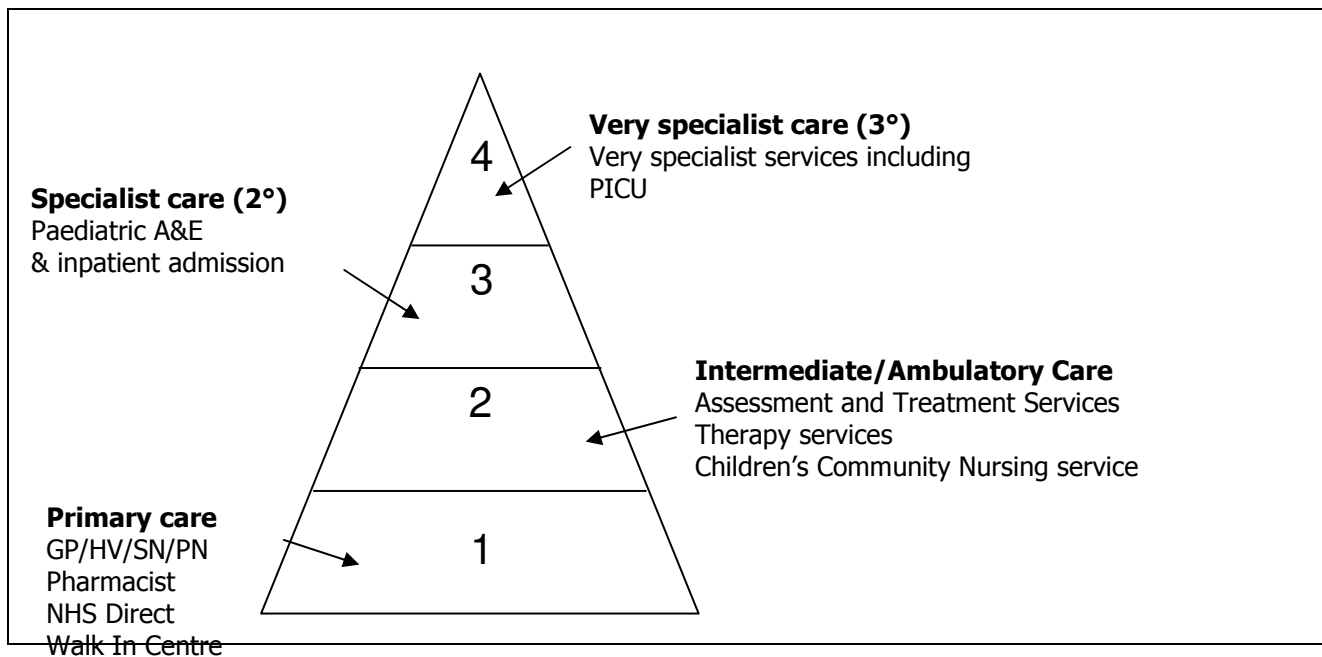 Very specialist care (3°)
Very specialist services including
PICU
4
Specialist care (2°)
Paediatric A&E
& inpatient admission
3
Intermediate/Ambulatory Care
Assessment and Treatment Services
Therapy services
Children's Community Nursing service
2
Primary care
GP/HV/SN/PN
Pharmacist
NHS Direct
Walk In Centre
1